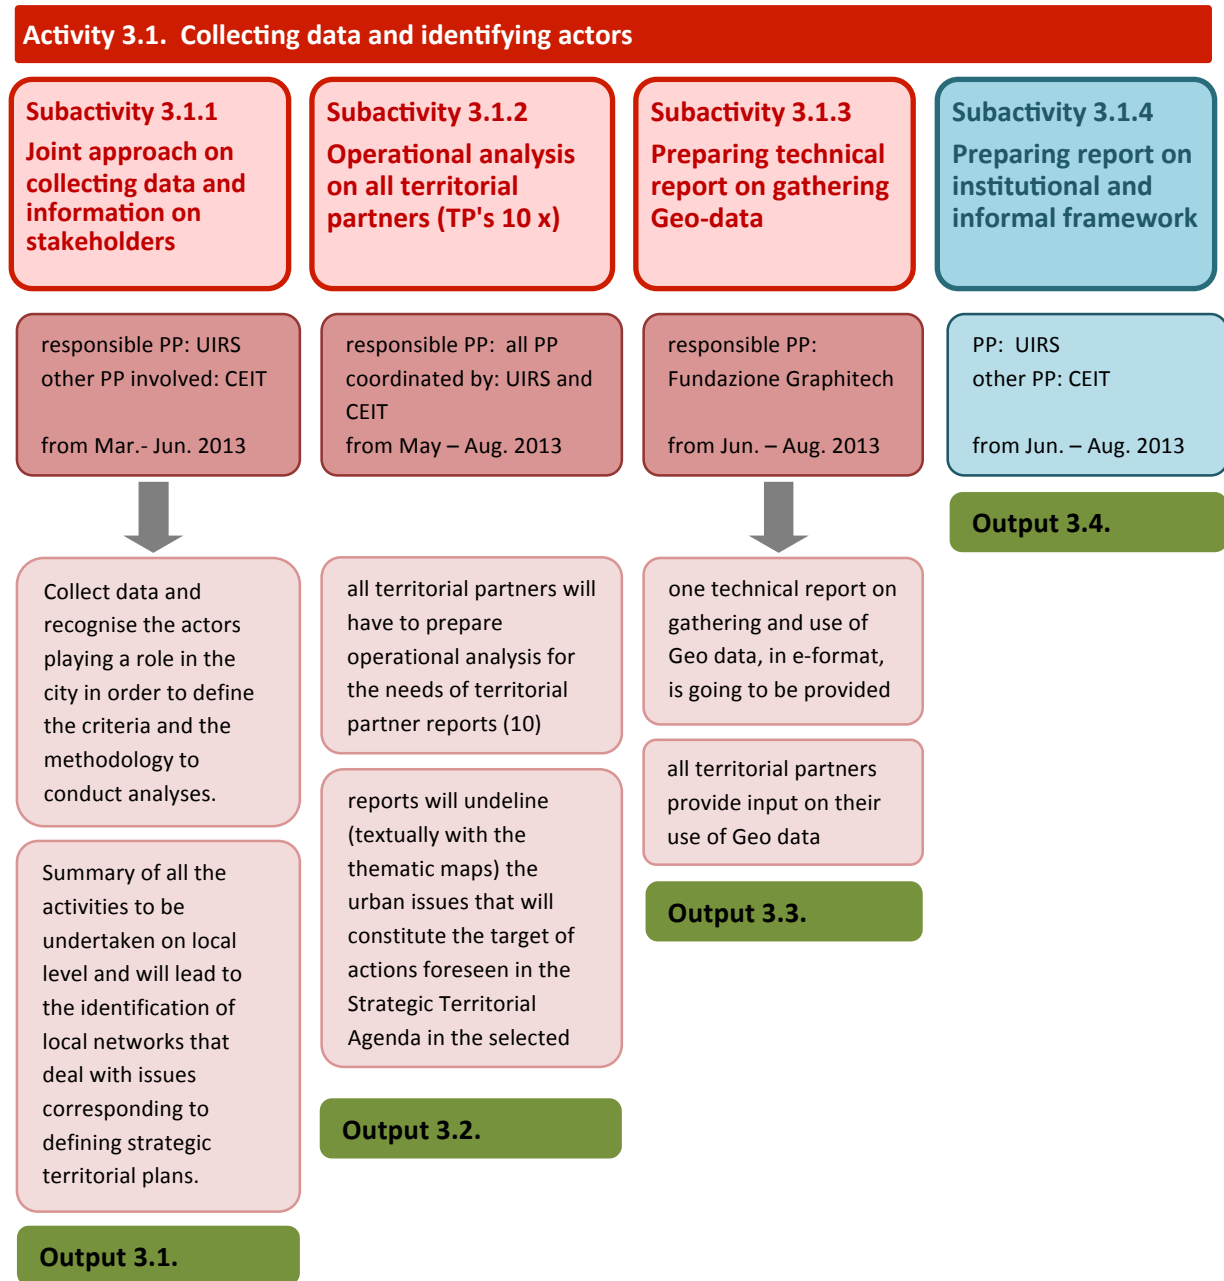 Activity 3.1.  Collecting data and identifying actors
Subactivity 3.1.1
Joint approach on
collecting data and
information on
stakeholders
responsible PP: UIRS
other PP involved: CEIT
from Mar.- Jun. 2013
Collect data and
recognise the actors
playing a role in the
city in order to define
the criteria and the
methodology to
conduct analyses.
Summary of all the
activities to be
undertaken on local
level and will lead to
the identification of
local networks that
deal with issues
corresponding to
defining strategic
territorial plans.
Output 3.1.
Subactivity 3.1.2
Operational analysis
on all territorial
partners (TP's 10 x)
responsible PP:  all PP
coordinated by: UIRS and
CEIT
from May – Aug. 2013
all territorial partners will
have to prepare
operational analysis for
the needs of territorial
partner reports (10)
reports will undeline
(textually with the
thematic maps) the
urban issues that will
constitute the target of
actions foreseen in the
Strategic Territorial
Agenda in the selected
Output 3.2.
Subactivity 3.1.3
Preparing technical
report on gathering
Geo-data
responsible PP:
Fundazione Graphitech
from Jun. – Aug. 2013
one technical report on
gathering and use of
Geo data, in e-format,
is going to be provided
all territorial partners
provide input on their
use of Geo data
Output 3.3.
Subactivity 3.1.4
Preparing report on
institutional and
informal framework
PP:  UIRS
other PP: CEIT
from Jun. – Aug. 2013
Output 3.4.